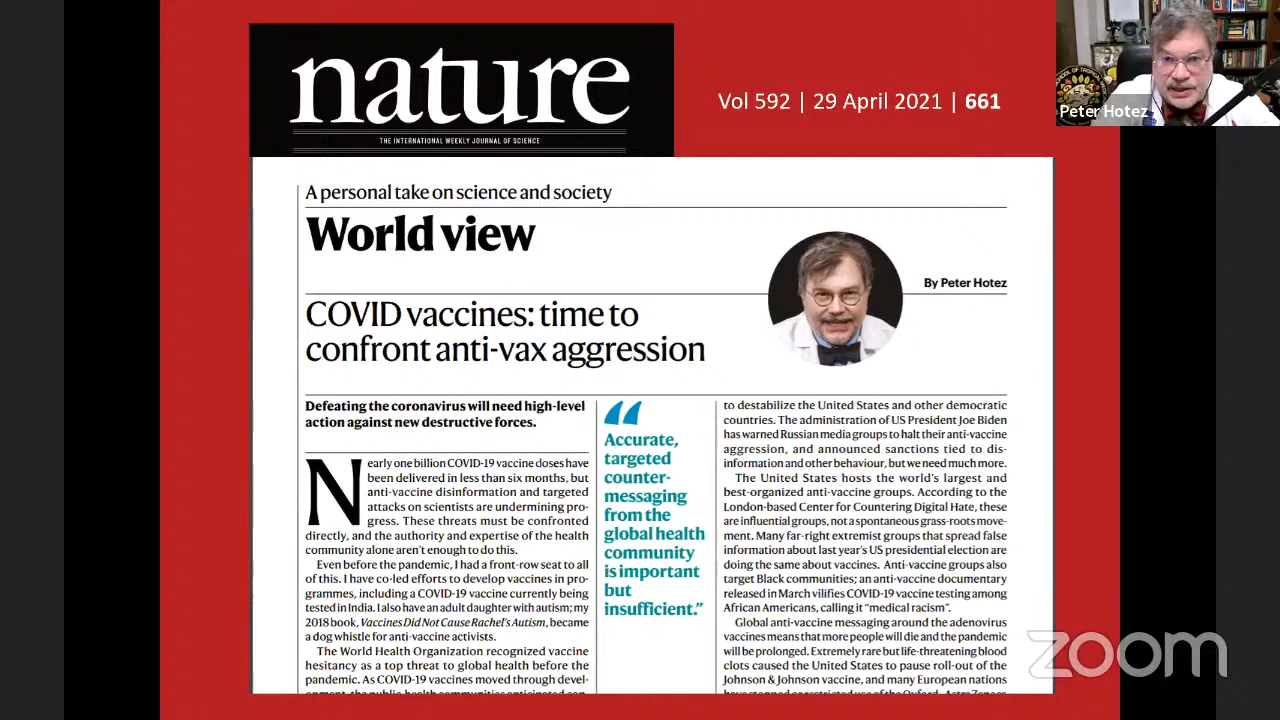 nature
THE INTERNATIONAL WEEKLY JOURNAL OF SCIENCE
Vol 592 | 29 April 2021 | 661
Peter Hotez
A personal take on science and society
World view
By Peter Hotez
COVID vaccines: time to
confront anti-vax aggression
Defeating the coronavirus will need high-level
action against new destructive forces.
Nearly one billion COVID-19 vaccine doses have
been delivered in less than six months, but
anti-vaccine disinformation and targeted
attacks on scientists are undermining pro-
gress. These threats must be confronted
directly, and the authority and expertise of the health
community alone aren't enough to do this.
Even before the pandemic, I had a front-row seat to all
of this. I have co-led efforts to develop vaccines in pro-
grammes, including a COVID-19 vaccine currently being
tested in India. I also have an adult daughter with autism; my
2018 book, Vaccines Did Not Cause Rachel's Autism, became
a dog whistle for anti-vaccine activists.
The World Health Organization recognized vaccine
hesitancy as a top threat to global health before the
pandemic. As COVID-19 vaccines moved through devel-
“
Accurate,
targeted
counter-
messaging
from the
global health
community
is important
but
insufficient.”
to destabilize the United States and other democratic
countries. The administration of US President Joe Biden
has warned Russian media groups to halt their anti-vaccine
aggression, and announced sanctions tied to dis-
information and other behaviour, but we need much more.
The United States hosts the world's largest and
best-organized anti-vaccine groups. According to the
London-based Center for Countering Digital Hate, these
are influential groups, not a spontaneous grass-roots move-
ment. Many far-right extremist groups that spread false
information about last year's US presidential election are
doing the same about vaccines. Anti-vaccine groups also
target Black communities; an anti-vaccine documentary
released in March vilifies COVID-19 vaccine testing among
African Americans, calling it “medical racism”.
Global anti-vaccine messaging around the adenovirus
vaccines means that more people will die and the pandemic
will be prolonged. Extremely rare but life-threatening blood
clots caused the United States to pause roll-out of the
Johnson & Johnson vaccine, and many European nations
zoom